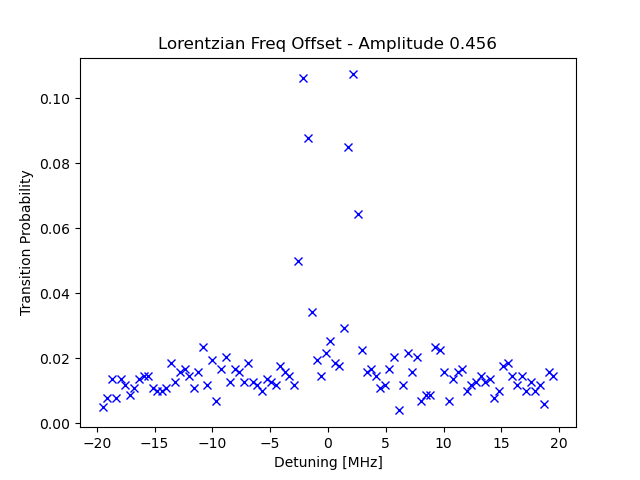 Lorentzian Freq Offset - Amplitude 0.456
Transition Probability
0.10
0.08
0.06
0.04
0.02
0.00
−20 −15 −10 −5 0 5 10 15 20
Detuning [MHz]